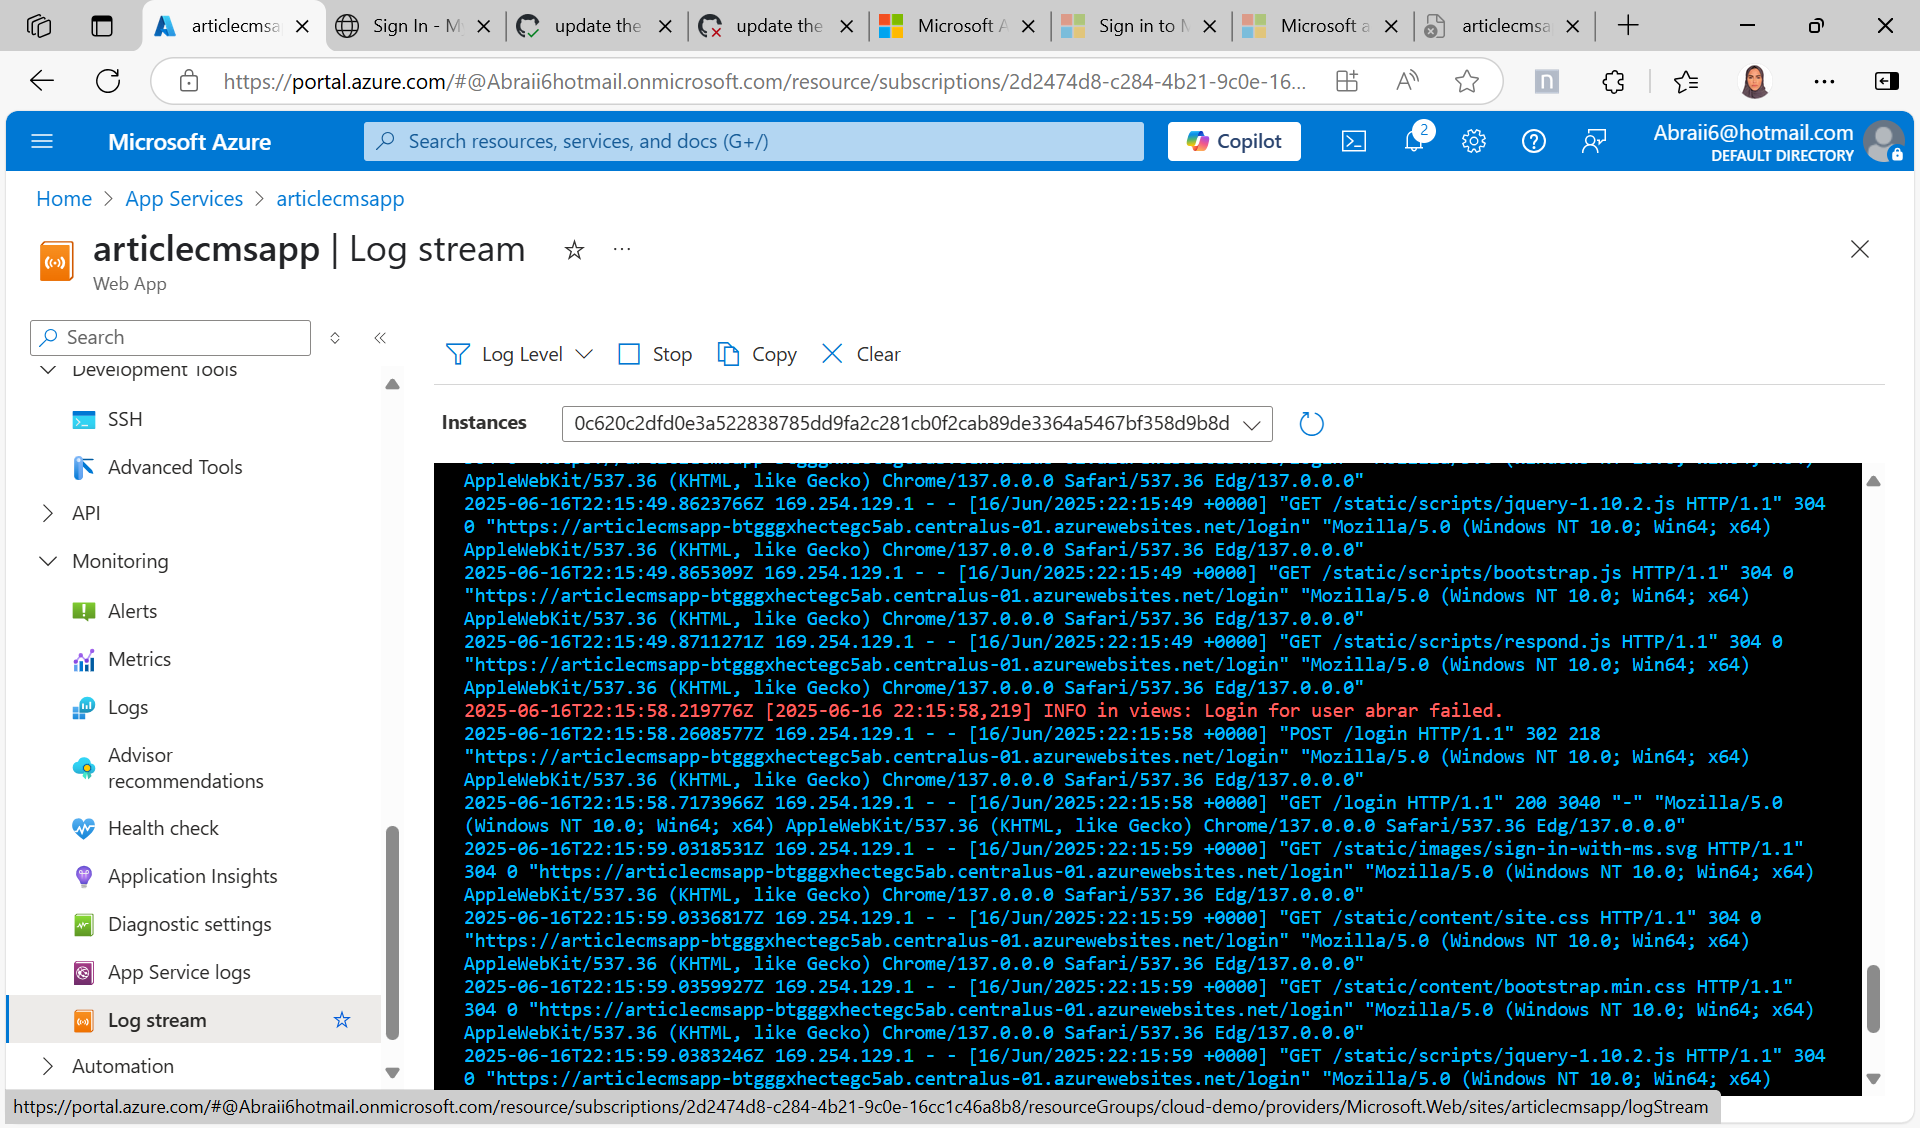 articlecmsa
Sign In - My
update the
update the
Microsoft A
Sign in to M
Microsoft a
articlecmsa
https://portal.azure.com/#@Abraii6hotmail.onmicrosoft.com/resource/subscriptions/2d2474d8-c284-4b21-9c0e-16...
Microsoft Azure
Search resources, services, and docs (G+/)
Copilot
2
Abraii6@hotmail.com
DEFAULT DIRECTORY
Home > App Services > articlecmsapp
articlecmsapp | Log stream
Web App
Search
Development Tools
SSH
Advanced Tools
API
Monitoring
Alerts
Metrics
Logs
Advisor
recommendations
Health check
Application Insights
Diagnostic settings
App Service logs
Log stream
Automation
Log Level
Stop
Copy
Clear
Instances
0c620c2dfd0e3a522838785dd9fa2c281cb0f2cab89de3364a5467bf358d9b8d
AppleWebKit/537.36 (KHTML, like Gecko) Chrome/137.0.0.0 Safari/537.36 Edg/137.0.0.0"
2025-06-16T22:15:49.8623766Z 169.254.129.1 - - [16/Jun/2025:22:15:49 +0000] "GET /static/scripts/jquery-1.10.2.js HTTP/1.1" 304
0 "https://articlecmsapp-btgggxhectegc5ab.centralus-01.azurewebsites.net/login" "Mozilla/5.0 (Windows NT 10.0; Win64; x64)
AppleWebKit/537.36 (KHTML, like Gecko) Chrome/137.0.0.0 Safari/537.36 Edg/137.0.0.0"
2025-06-16T22:15:49.865309Z 169.254.129.1 - - [16/Jun/2025:22:15:49 +0000] "GET /static/scripts/bootstrap.js HTTP/1.1" 304 0
"https://articlecmsapp-btgggxhectegc5ab.centralus-01.azurewebsites.net/login" "Mozilla/5.0 (Windows NT 10.0; Win64; x64)
AppleWebKit/537.36 (KHTML, like Gecko) Chrome/137.0.0.0 Safari/537.36 Edg/137.0.0.0"
2025-06-16T22:15:49.8711271Z 169.254.129.1 - - [16/Jun/2025:22:15:49 +0000] "GET /static/scripts/respond.js HTTP/1.1" 304 0
"https://articlecmsapp-btgggxhectegc5ab.centralus-01.azurewebsites.net/login" "Mozilla/5.0 (Windows NT 10.0; Win64; x64)
AppleWebKit/537.36 (KHTML, like Gecko) Chrome/137.0.0.0 Safari/537.36 Edg/137.0.0.0"
2025-06-16T22:15:58.219776Z [2025-06-16 22:15:58,219] INFO in views: Login for user abrar failed.
2025-06-16T22:15:58.2608577Z 169.254.129.1 - - [16/Jun/2025:22:15:58 +0000] "POST /login HTTP/1.1" 302 218
"https://articlecmsapp-btgggxhectegc5ab.centralus-01.azurewebsites.net/login" "Mozilla/5.0 (Windows NT 10.0; Win64; x64)
AppleWebKit/537.36 (KHTML, like Gecko) Chrome/137.0.0.0 Safari/537.36 Edg/137.0.0.0"
2025-06-16T22:15:58.7173966Z 169.254.129.1 - - [16/Jun/2025:22:15:58 +0000] "GET /login HTTP/1.1" 200 3040 "-" "Mozilla/5.0
(Windows NT 10.0; Win64; x64) AppleWebKit/537.36 (KHTML, like Gecko) Chrome/137.0.0.0 Safari/537.36 Edg/137.0.0.0"
2025-06-16T22:15:59.0318531Z 169.254.129.1 - - [16/Jun/2025:22:15:59 +0000] "GET /static/images/sign-in-with-ms.svg HTTP/1.1"
304 0 "https://articlecmsapp-btgggxhectegc5ab.centralus-01.azurewebsites.net/login" "Mozilla/5.0 (Windows NT 10.0; Win64; x64)
AppleWebKit/537.36 (KHTML, like Gecko) Chrome/137.0.0.0 Safari/537.36 Edg/137.0.0.0"
2025-06-16T22:15:59.0336817Z 169.254.129.1 - - [16/Jun/2025:22:15:59 +0000] "GET /static/content/site.css HTTP/1.1" 304 0
"https://articlecmsapp-btgggxhectegc5ab.centralus-01.azurewebsites.net/login" "Mozilla/5.0 (Windows NT 10.0; Win64; x64)
AppleWebKit/537.36 (KHTML, like Gecko) Chrome/137.0.0.0 Safari/537.36 Edg/137.0.0.0"
2025-06-16T22:15:59.0359927Z 169.254.129.1 - - [16/Jun/2025:22:15:59 +0000] "GET /static/content/bootstrap.min.css HTTP/1.1"
304 0 "https://articlecmsapp-btgggxhectegc5ab.centralus-01.azurewebsites.net/login" "Mozilla/5.0 (Windows NT 10.0; Win64; x64)
AppleWebKit/537.36 (KHTML, like Gecko) Chrome/137.0.0.0 Safari/537.36 Edg/137.0.0.0"
2025-06-16T22:15:59.0383246Z 169.254.129.1 - - [16/Jun/2025:22:15:59 +0000] "GET /static/scripts/jquery-1.10.2.js HTTP/1.1" 304
0 "https://articlecmsapp-btgggxhectegc5ab.centralus-01.azurewebsites.net/login" "Mozilla/5.0 (Windows NT 10.0; Win64; x64)
https://portal.azure.com/#@Abraii6hotmail.onmicrosoft.com/resource/subscriptions/2d2474d8-c284-4b21-9c0e-16cc1c46a8b8/resourceGroups/cloud-demo/providers/Microsoft.Web/sites/articlecmsapp/logStream